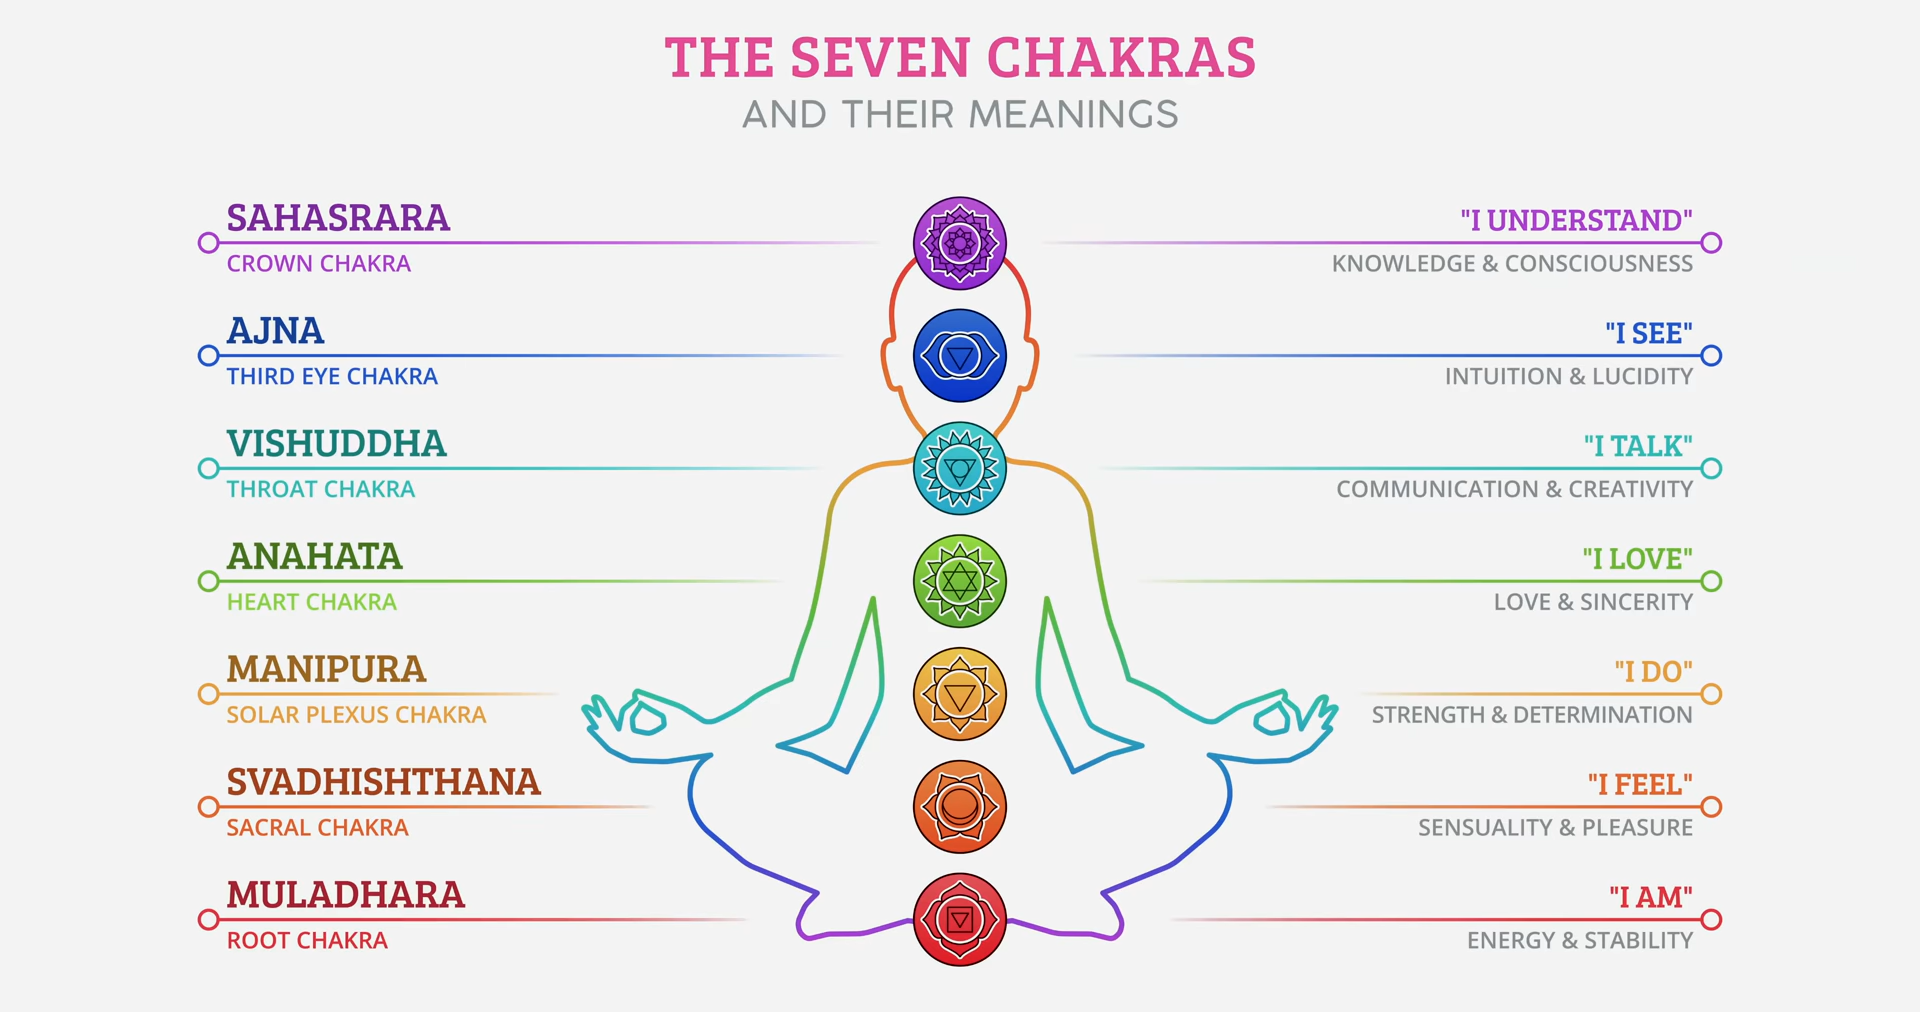 THE SEVEN CHAKRAS
AND THEIR MEANINGS
SAHASRARA
CROWN CHAKRA
"I UNDERSTAND"
KNOWLEDGE & CONSCIOUSNESS
AJNA
THIRD EYE CHAKRA
"I SEE"
INTUITION & LUCIDITY
VISHUDDHA
THROAT CHAKRA
"I TALK"
COMMUNICATION & CREATIVITY
ANAHATA
HEART CHAKRA
"I LOVE"
LOVE & SINCERITY
MANIPURA
SOLAR PLEXUS CHAKRA
"I DO"
STRENGTH & DETERMINATION
SVADHISHTHANA
SACRAL CHAKRA
"I FEEL"
SENSUALITY & PLEASURE
MULADHARA
ROOT CHAKRA
"I AM"
ENERGY & STABILITY